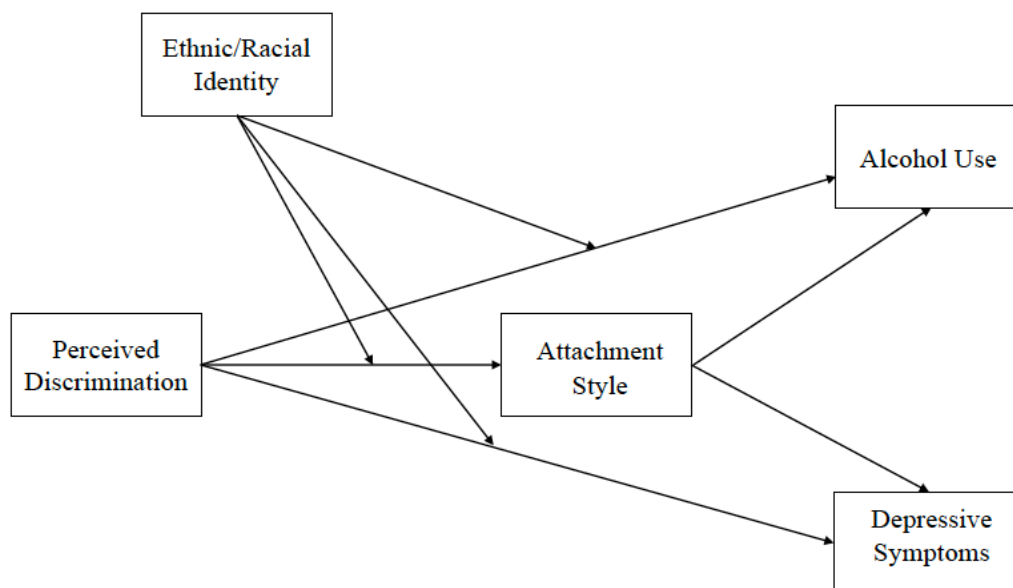 Ethnic/Racial
Identity
Alcohol Use
Perceived
Discrimination
Attachment
Style
Depressive
Symptoms